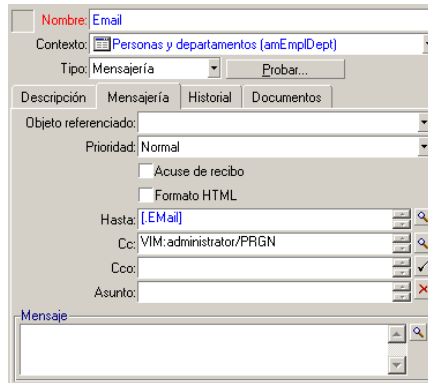 Nombre: Email
Contexto: Personas y departamentos (amEmplDept)
Tipo: Mensajería Probar...
Descripción Mensajería Historial Documentos
Objeto referenciado:
Prioridad: Normal
Acuse de recibo
Formato HTML
Hasta: [.EMail]
Cc: VIM:administrator/PRGN
Cco:
Asunto:
Mensaje